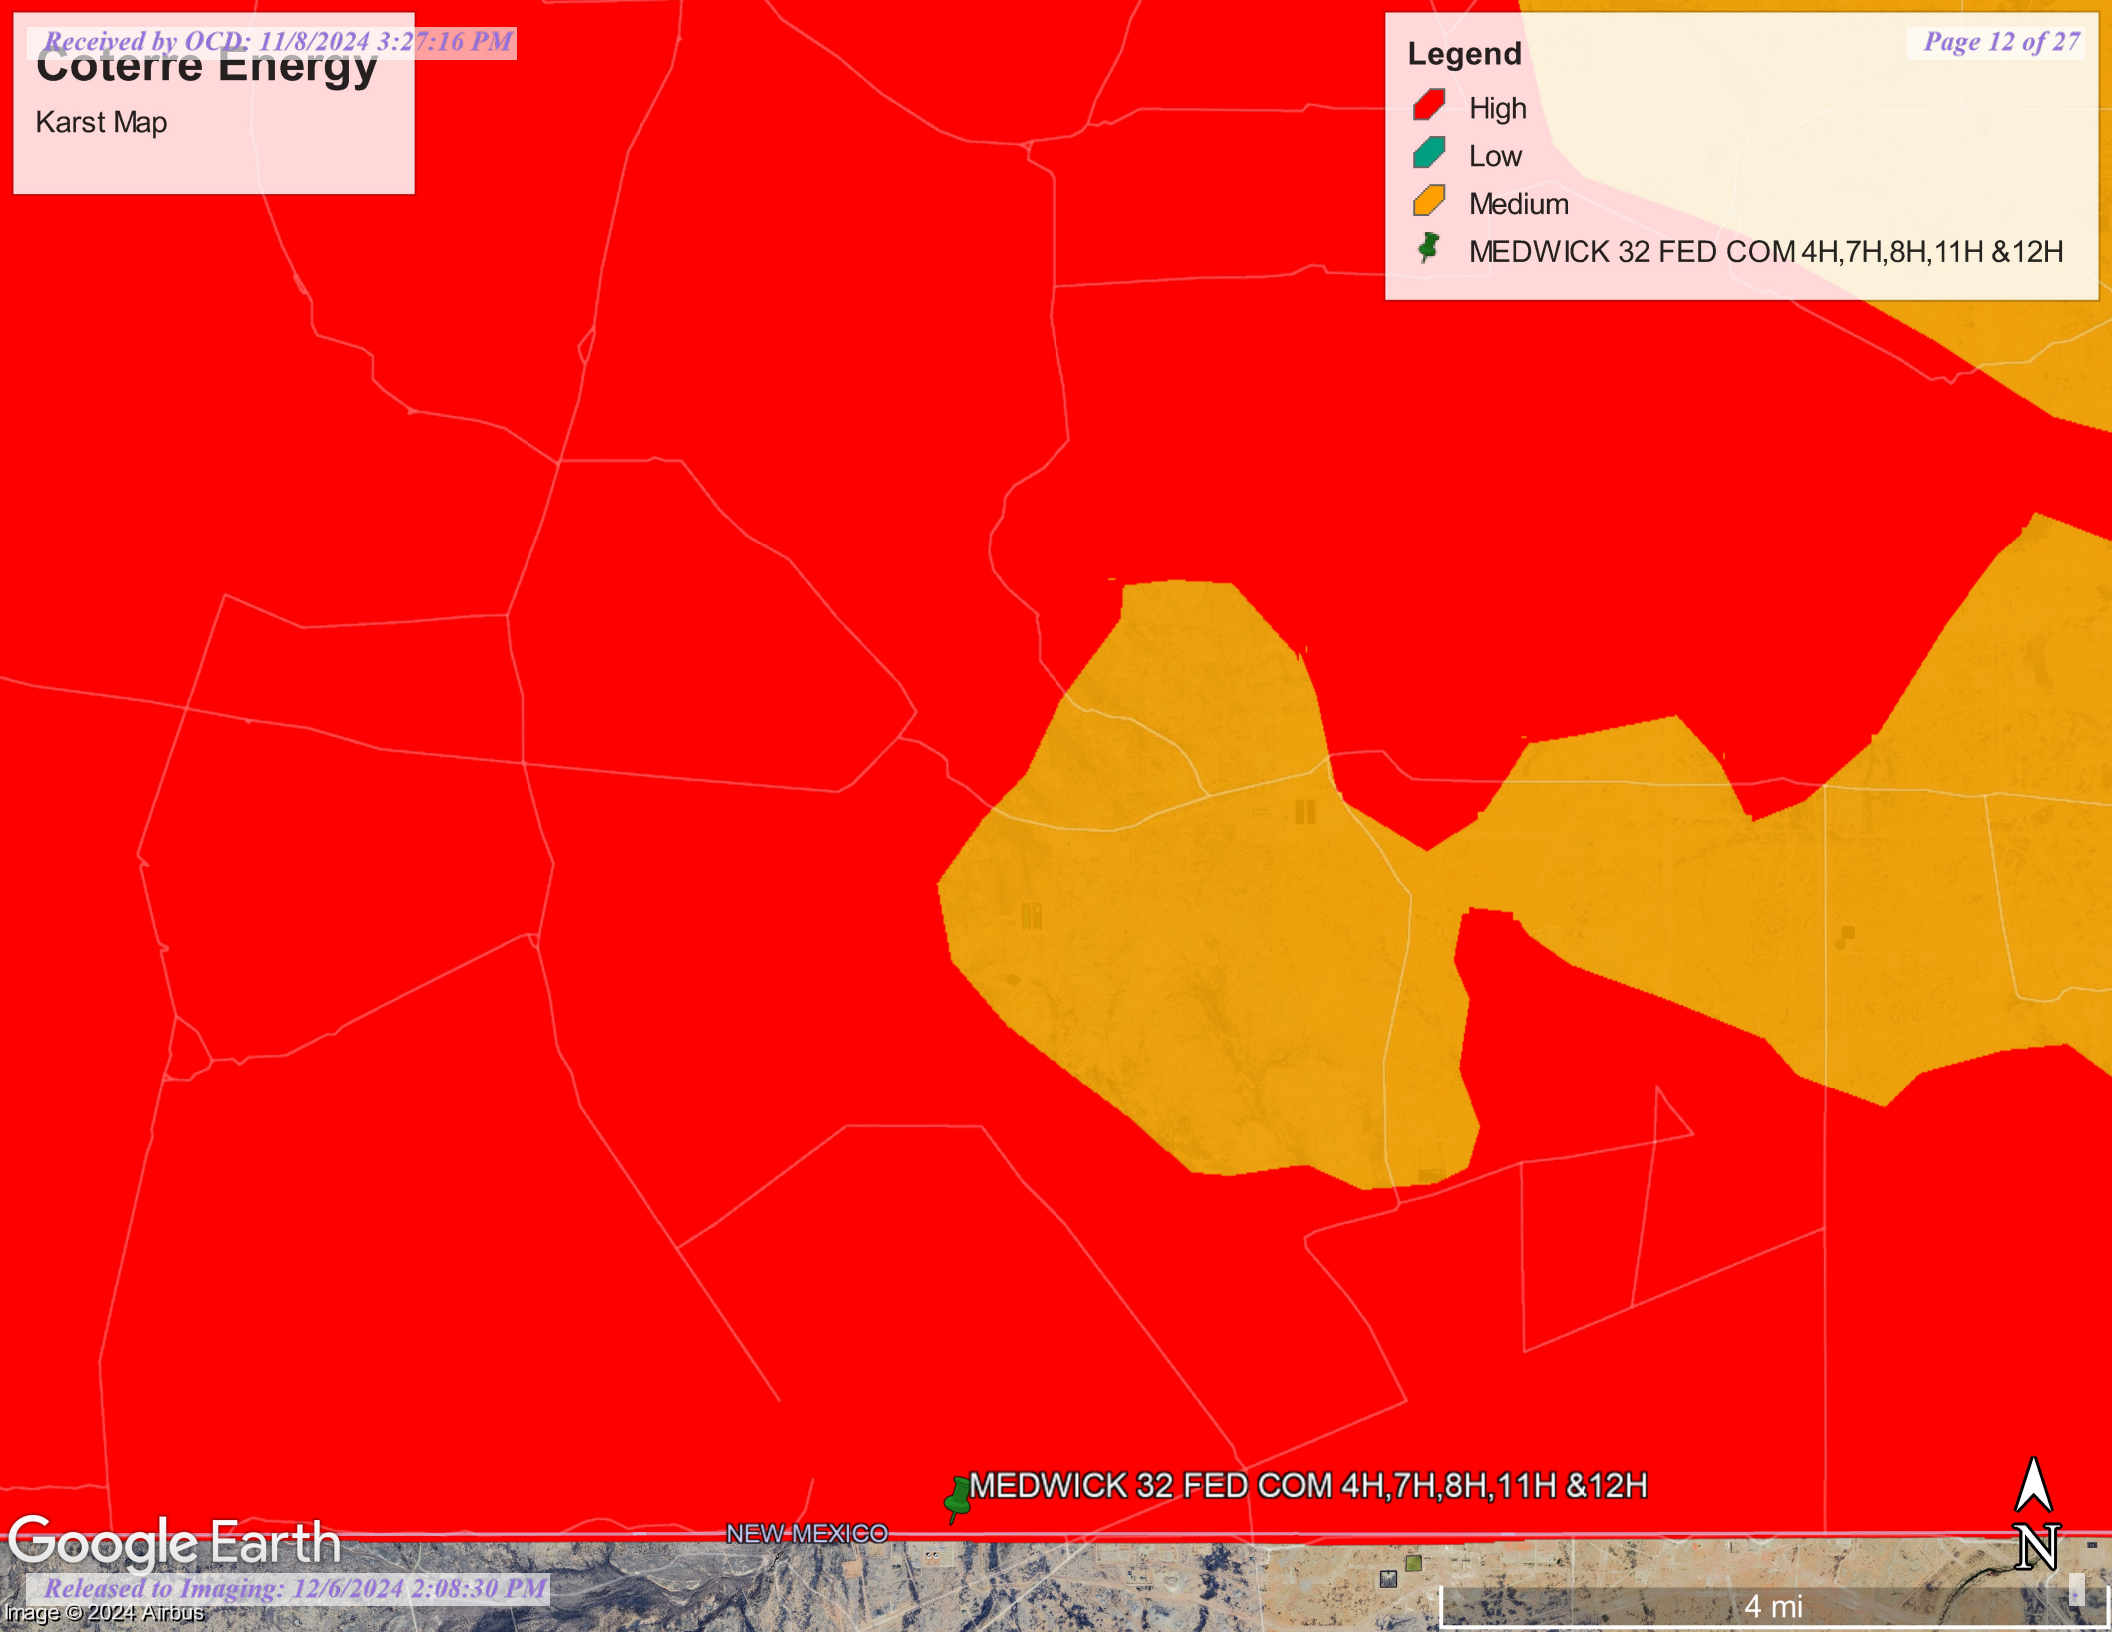 Received by OCD: 11/8/2024 3:27:16 PM
Page 12 of 27
Coterre Energy
Karst Map
Legend
High
Low
Medium
MEDWICK 32 FED COM 4H,7H,8H,11H &12H
MEDWICK 32 FED COM 4H,7H,8H,11H &12H
NEW MEXICO
Google Earth
N
Released to Imaging: 12/6/2024 2:08:30 PM
Image © 2024 Airbus
4 mi